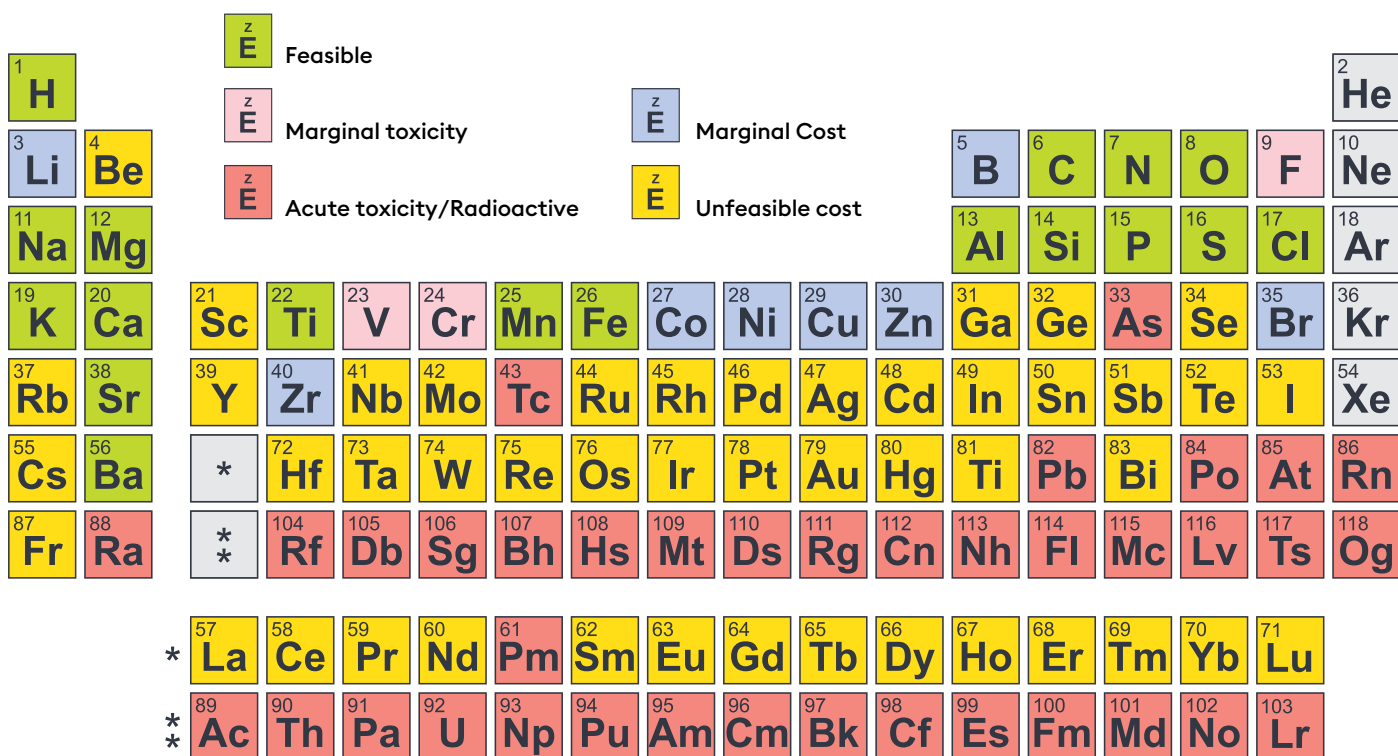 z
E Feasible
z
E Marginal toxicity
z
E Marginal Cost
z
E Acute toxicity/Radioactive
z
E Unfeasible cost
1 2
H He
3 4 5 6 7 8 9 10
Li Be B C N O F Ne
11 12 13 14 15 16 17 18
Na Mg Al Si P S Cl Ar
19 20 21 22 23 24 25 26 27 28 29 30 31 32 33 34 35 36
K Ca Sc Ti V Cr Mn Fe Co Ni Cu Zn Ga Ge As Se Br Kr
37 38 39 40 41 42 43 44 45 46 47 48 49 50 51 52 53 54
Rb Sr Y Zr Nb Mo Tc Ru Rh Pd Ag Cd In Sn Sb Te I Xe
55 56 72 73 74 75 76 77 78 79 80 81 82 83 84 85 86
Cs Ba * Hf Ta W Re Os Ir Pt Au Hg Ti Pb Bi Po At Rn
87 88 104 105 106 107 108 109 110 111 112 113 114 115 116 117 118
Fr Ra ** Rf Db Sg Bh Hs Mt Ds Rg Cn Nh Fl Mc Lv Ts Og
57 58 59 60 61 62 63 64 65 66 67 68 69 70 71
* La Ce Pr Nd Pm Sm Eu Gd Tb Dy Ho Er Tm Yb Lu
89 90 91 92 93 94 95 96 97 98 99 100 101 102 103
** Ac Th Pa U Np Pu Am Cm Bk Cf Es Fm Md No Lr